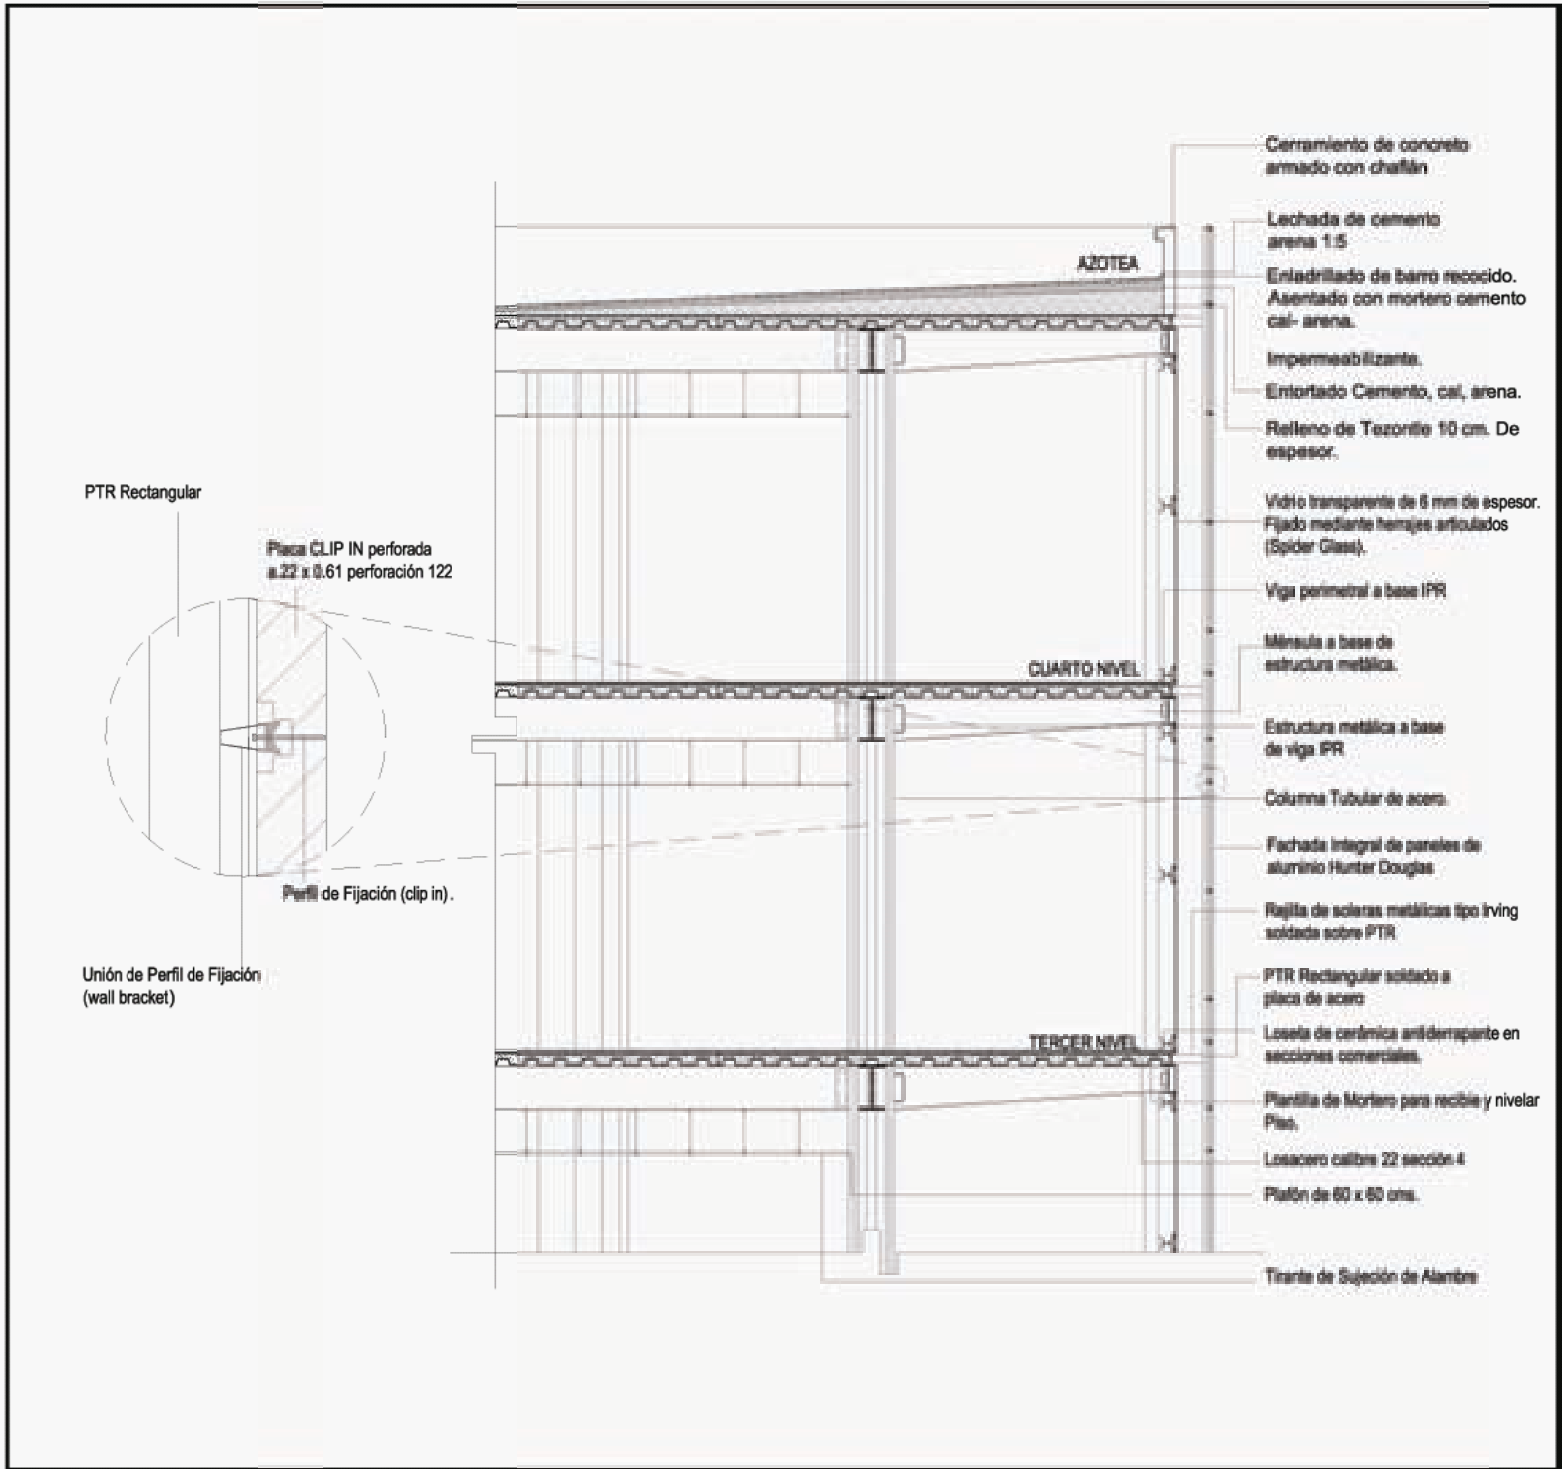 Cerramiento de concreto
armado con chaflán
Lechada de cemento
arena 1:5
AZOTEA
Enladrillado de barro recocido.
Asentado con mortero cemento
cal- arena.
Impermeabilizante.
Entortado Cemento, cal, arena.
Relleno de Tezontle 10 cm. De
espesor.
PTR Rectangular
Placa CLIP IN perforada
a.22 x 0.61 perforación 122
Vidrio transparente de 6 mm de espesor.
Fijado mediante herrajes articulados
(Spider Glass).
Viga perimetral a base IPR
CUARTO NIVEL
Ménsula a base de
estructura metálica.
Estructura metálica a base
de viga IPR
Columna Tubular de acero.
Fachada Integral de paneles de
aluminio Hunter Douglas
Perfil de Fijación (clip in).
Rejilla de soleras metálicas tipo Irving
soldada sobre PTR
Unión de Perfil de Fijación
(wall bracket)
PTR Rectangular soldado a
placa de acero
TERCER NIVEL
Loseta de cerámica antiderrapante en
secciones comerciales.
Plantilla de Mortero para recibir y nivelar
Piso.
Losacero calibre 22 sección 4
Plafón de 60 x 60 cms.
Tirante de Sujeción de Alambre